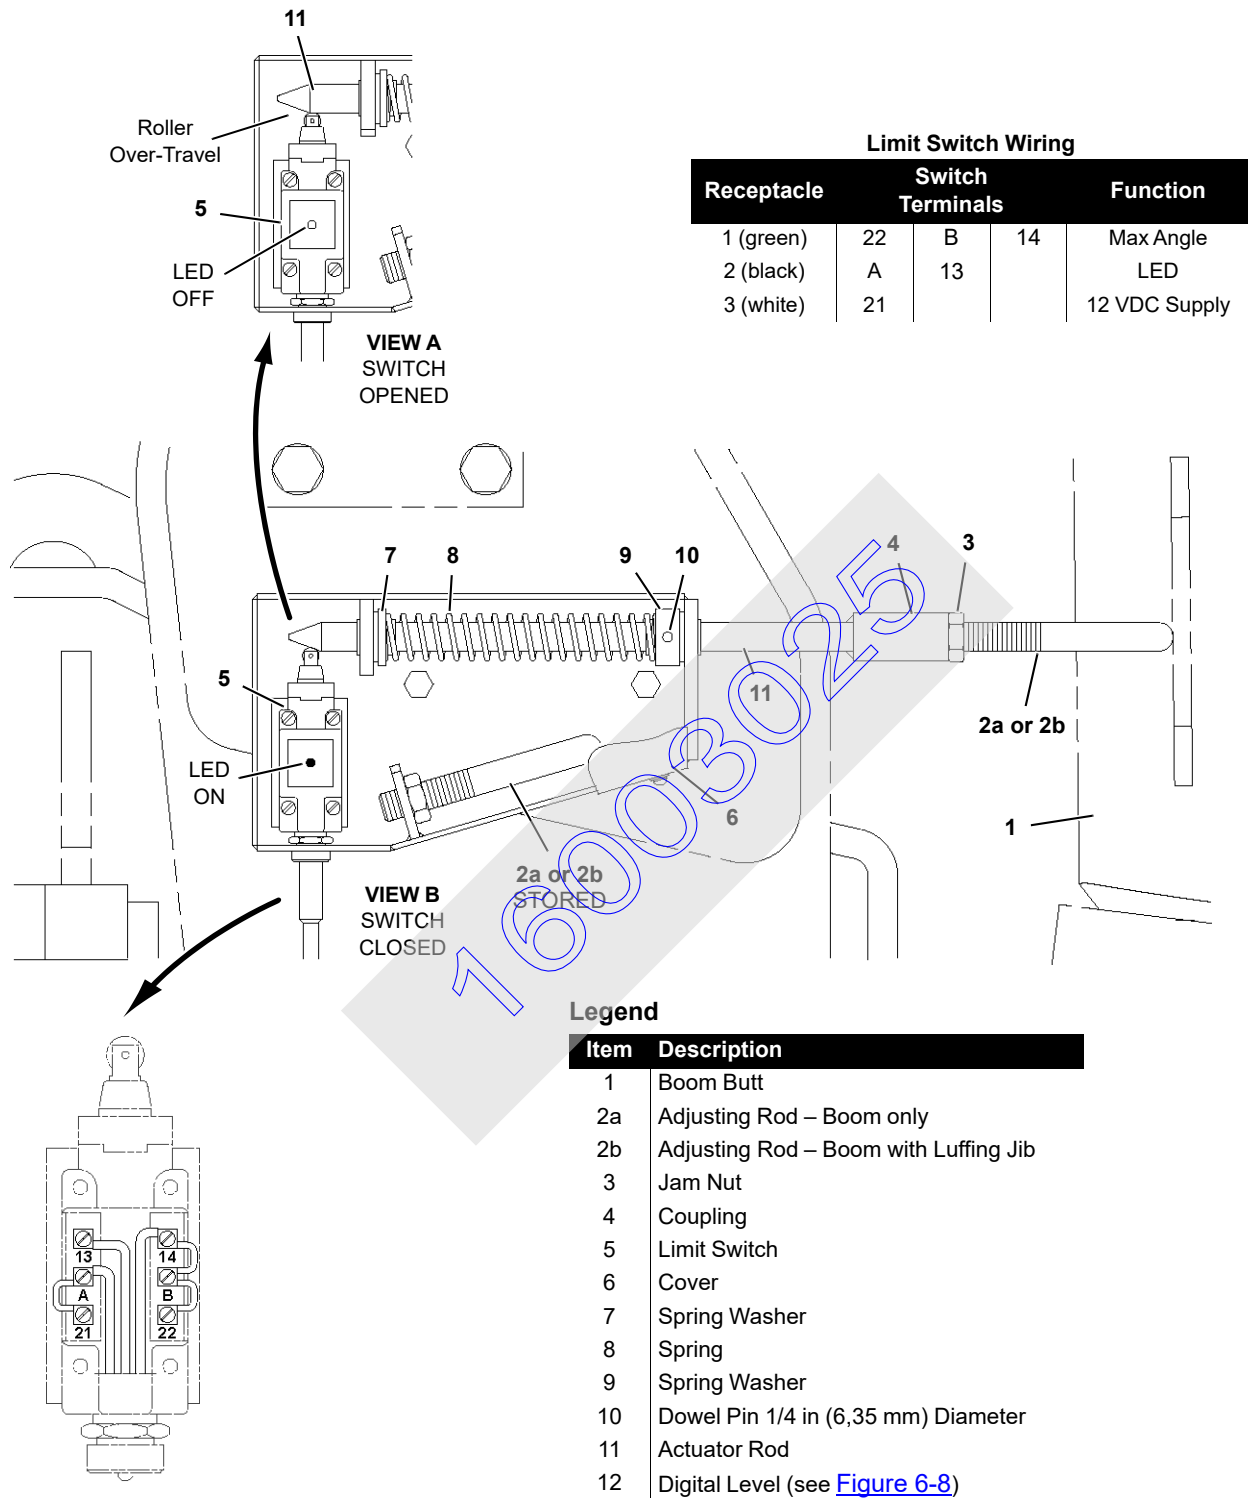 11
Roller
Over-Travel
5
LED
OFF
VIEW A
SWITCH
OPENED
Limit Switch Wiring
Receptacle Switch Terminals Function
1 (green) 22 B 14 Max Angle
2 (black) A 13 LED
3 (white) 21 12 VDC Supply
7 8 9 10 4 3
5
11
2a or 2b
LED
ON
6
1
2a or 2b
STORED
VIEW B
SWITCH
CLOSED
16003025
13 14
A B
21 22
Legend
Item Description
1 Boom Butt
2a Adjusting Rod – Boom only
2b Adjusting Rod – Boom with Luffing Jib
3 Jam Nut
4 Coupling
5 Limit Switch
6 Cover
7 Spring Washer
8 Spring
9 Spring Washer
10 Dowel Pin 1/4 in (6,35 mm) Diameter
11 Actuator Rod
12 Digital Level (see Figure 6-8)